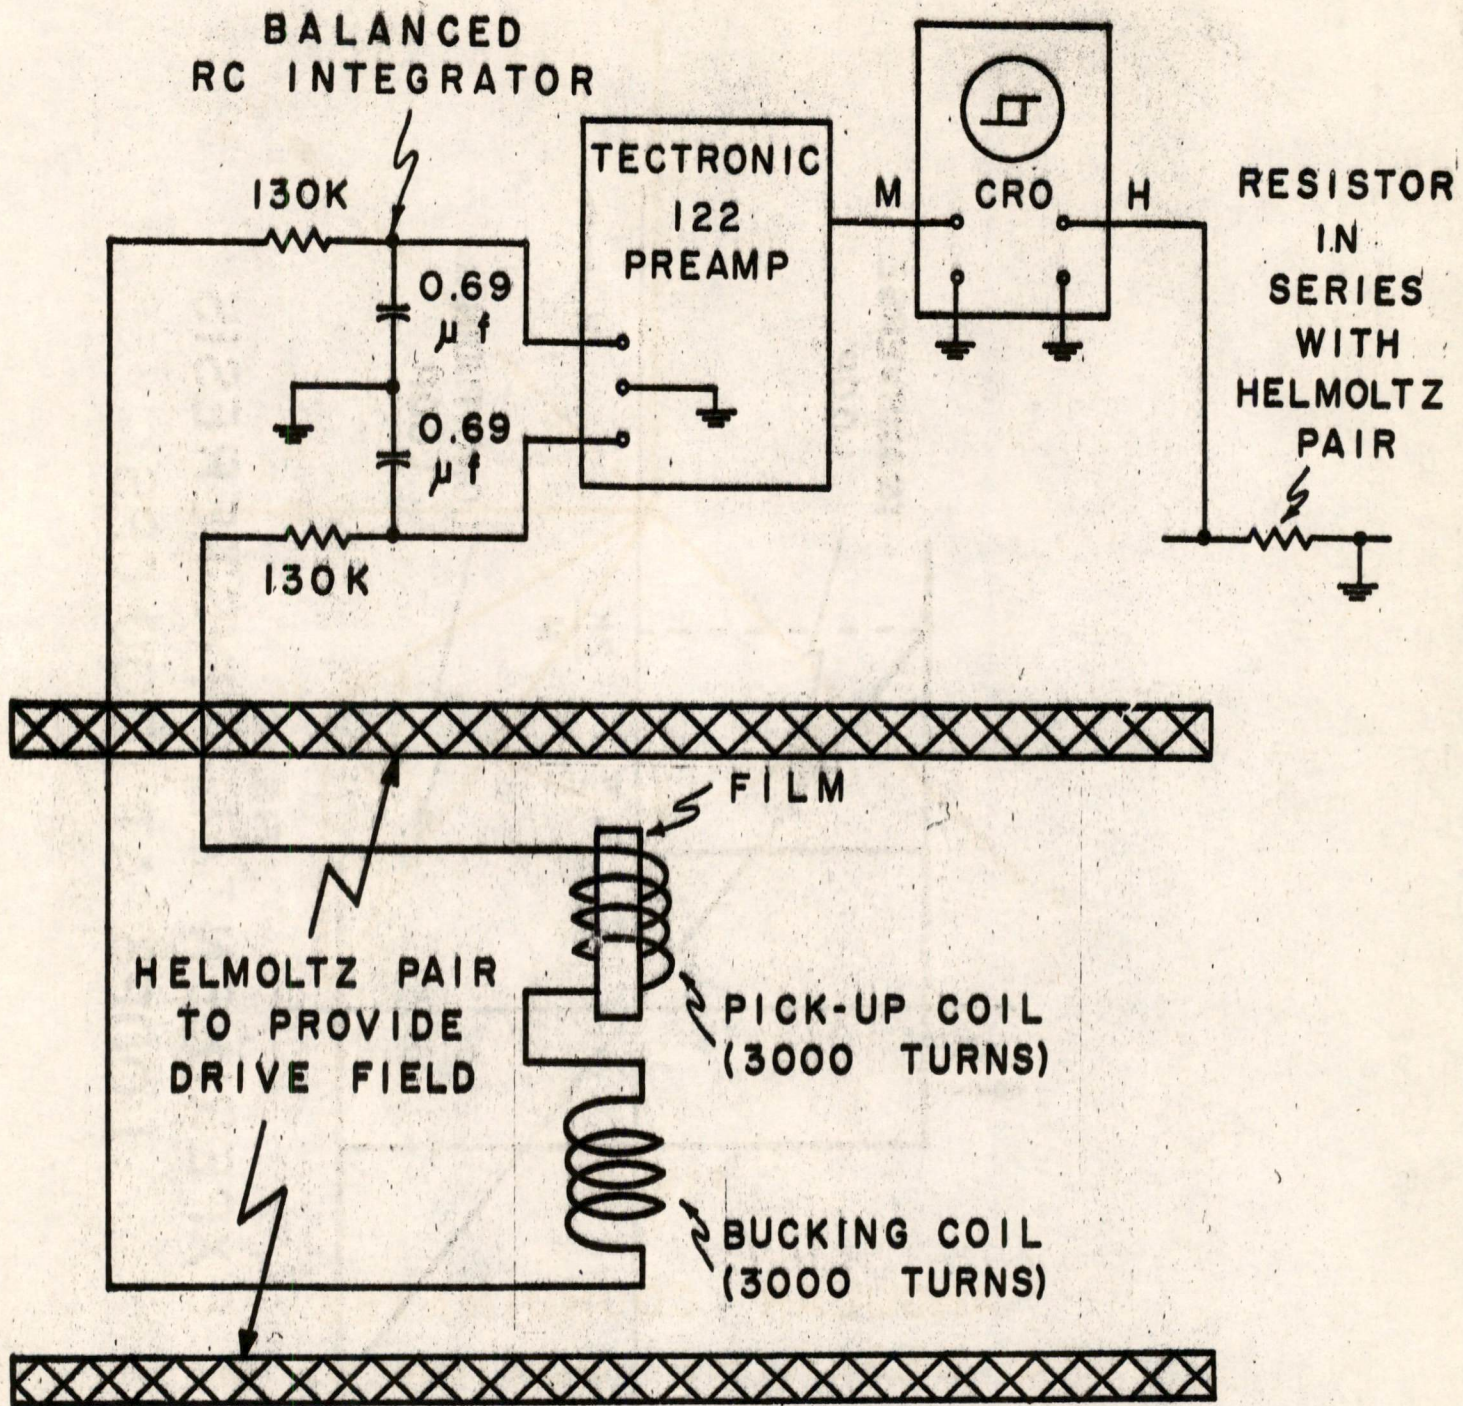 BALANCED
RC INTEGRATOR
130K
0.69
μf
0.69
μf
130K
TECTRONIC
122
PREAMP
M
CRO
H
RESISTOR
IN
SERIES
WITH
HELMOLTZ
PAIR
FILM
HELMOLTZ PAIR
TO PROVIDE
DRIVE FIELD
PICK-UP COIL
(3000 TURNS)
BUCKING COIL
(3000 TURNS)